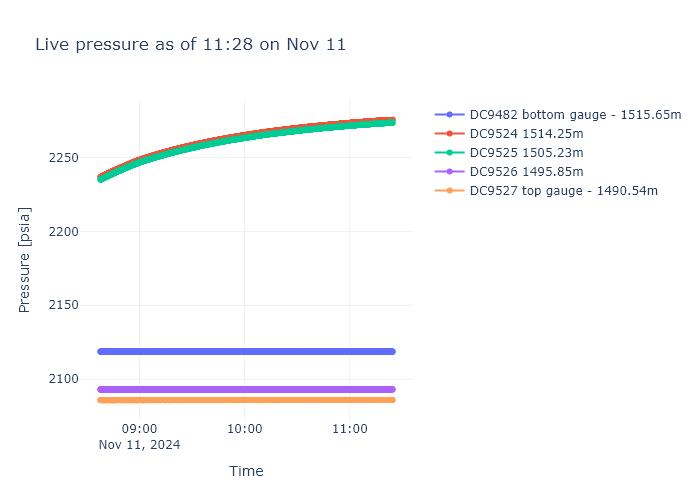 Live pressure as of 11:28 on Nov 11
DC9482 bottom gauge - 1515.65m
DC9524 1514.25m
DC9525 1505.23m
DC9526 1495.85m
DC9527 top gauge - 1490.54m
Pressure [psia]
2250
2200
2150
2100
09:00 10:00 11:00
Nov 11, 2024
Time